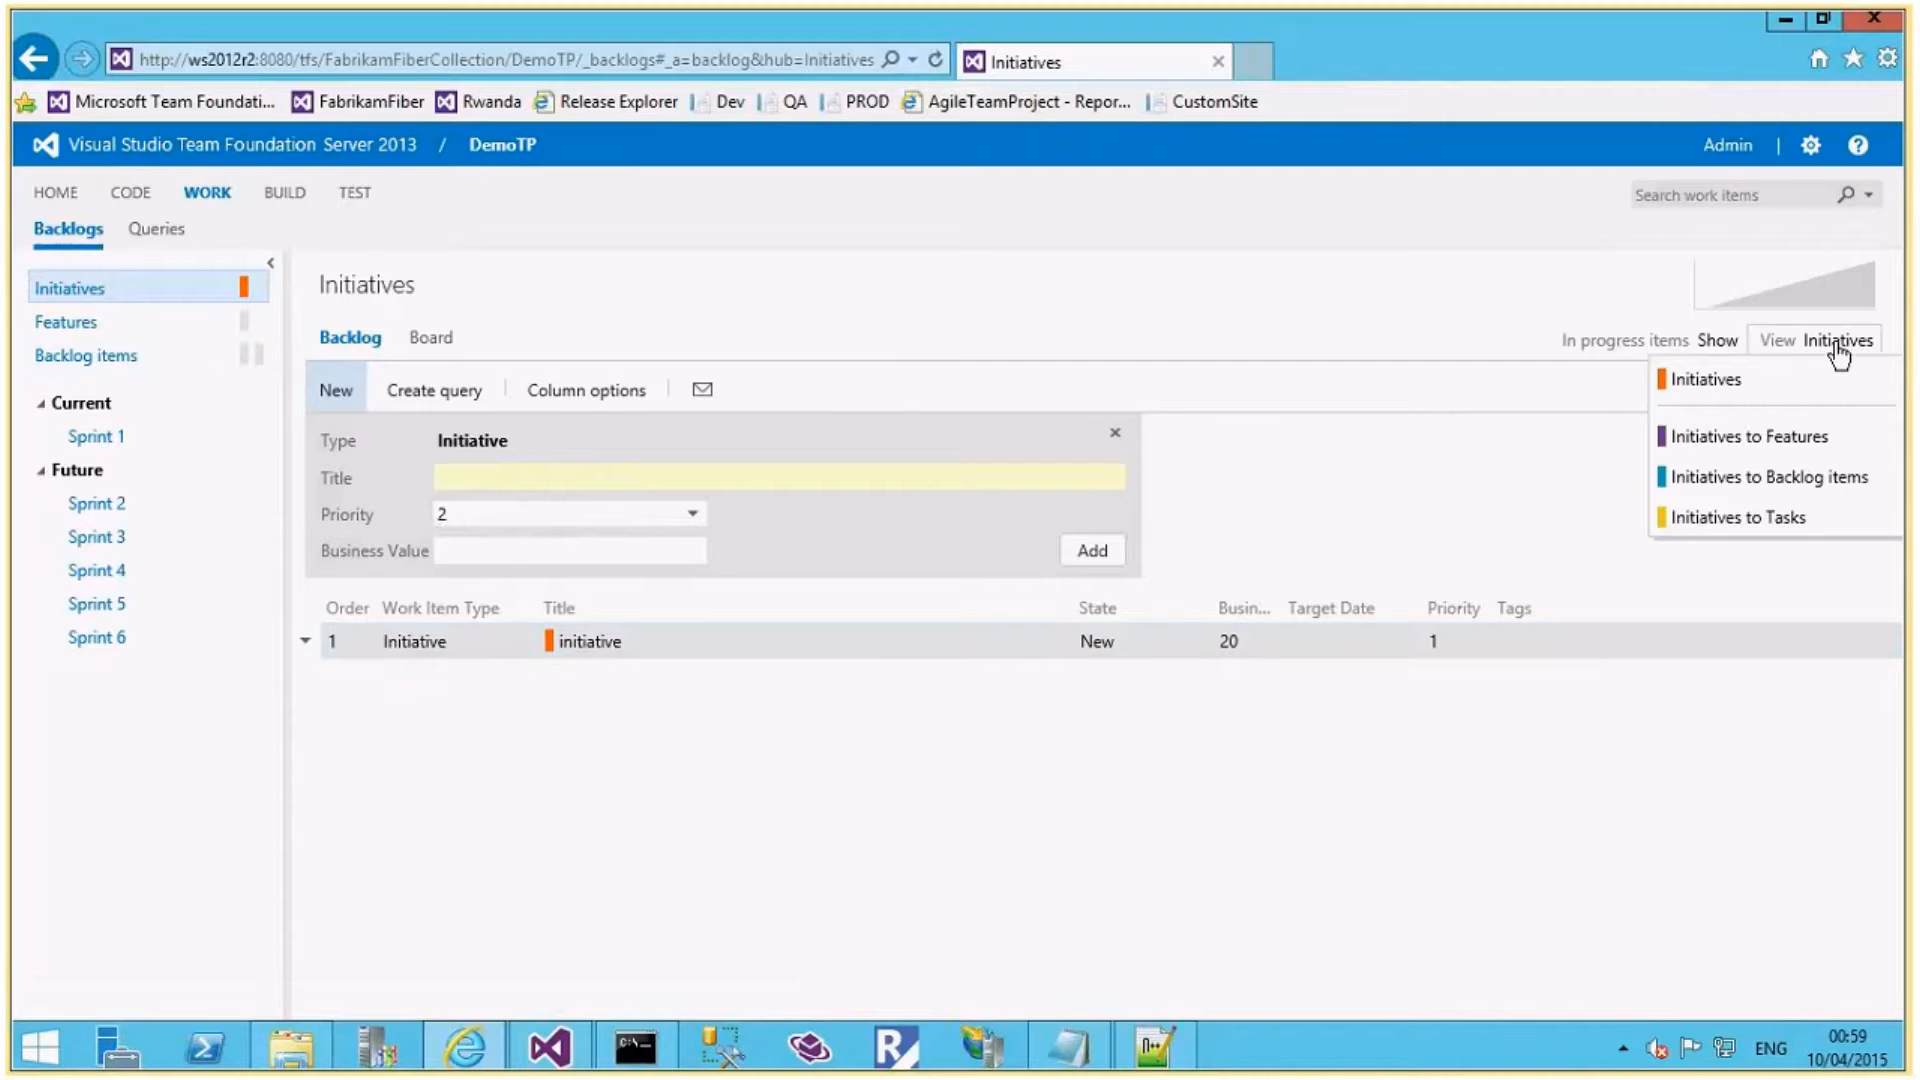 http://ws2012r2:8080/tfs/FabrikamFiberCollection/DemoTP/_backlogs#_a=backlog&hub=Initiatives
Initiatives
Microsoft Team Foundati... FabrikamFiber Rwanda Release Explorer Dev QA PROD AgileTeamProject - Repor... CustomSite
Visual Studio Team Foundation Server 2013 / DemoTP
Admin | ?
HOME CODE WORK BUILD TEST
Search work items
Backlogs Queries
Initiatives
Features
Backlog items
Current
Sprint 1
Future
Sprint 2
Sprint 3
Sprint 4
Sprint 5
Sprint 6
Initiatives
Backlog Board
In progress items Show View Initiatives
Initiatives
Initiatives to Features
Initiatives to Backlog items
Initiatives to Tasks
New Create query Column options
Type Initiative
Title
Priority 2
Business Value
Add
Order Work Item Type Title State Busin... Target Date Priority Tags
1 Initiative initiative New 20 1
C:\_
R
n++
ENG
00:59
10/04/2015